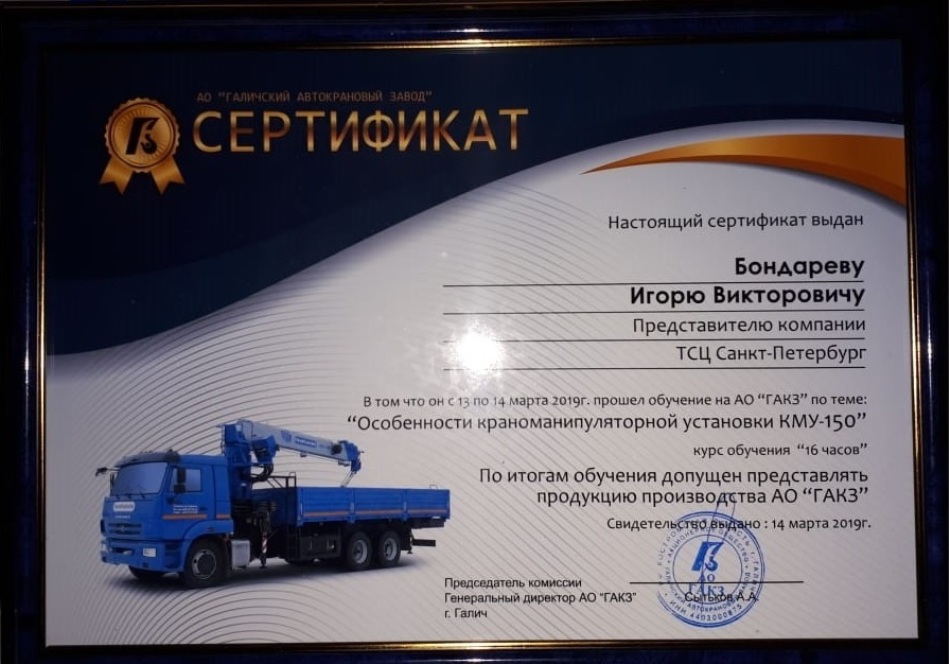 АО "ГАЛИЧСКИЙ АВТОКРАНОВЫЙ ЗАВОД"
СЕРТИФИКАТ
Настоящий сертификат выдан
Бондареву
Игорю Викторовичу
Представителю компании
ТСЦ Санкт-Петербург
В том что он с 13 по 14 марта 2019г. прошел обучение на АО "ГАКЗ" по теме:
"Особенности краноманипуляторной установки КМУ-150"
курс обучения "16 часов"
По итогам обучения допущен представлять
продукцию производства АО "ГАКЗ"
Свидетельство выдано : 14 марта 2019г.
Председатель комиссии
Генеральный директор АО "ГАКЗ"
Сытьков А.А.
г. Галич
АО
ГАКЗ